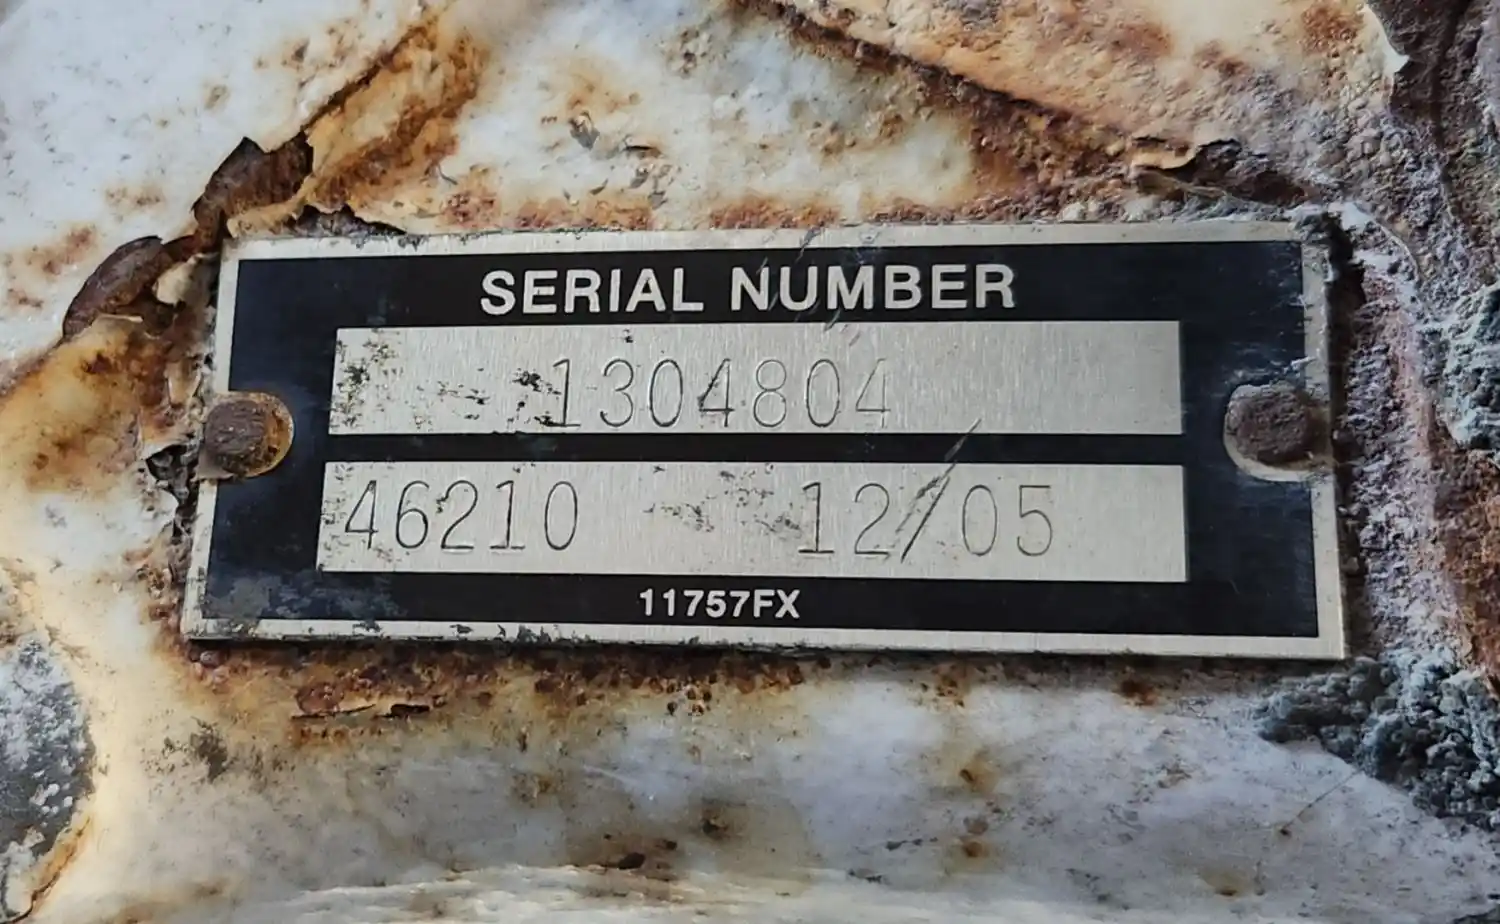 SERIAL NUMBER
1304804
46210 12/05
11757FX